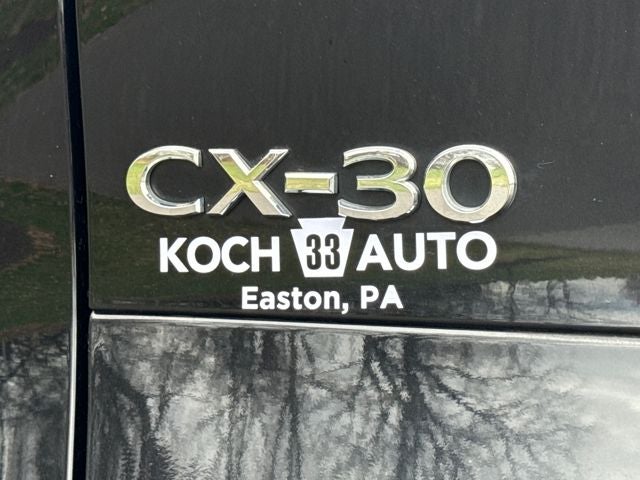 CX-30
KOCH 33 AUTO
Easton, PA